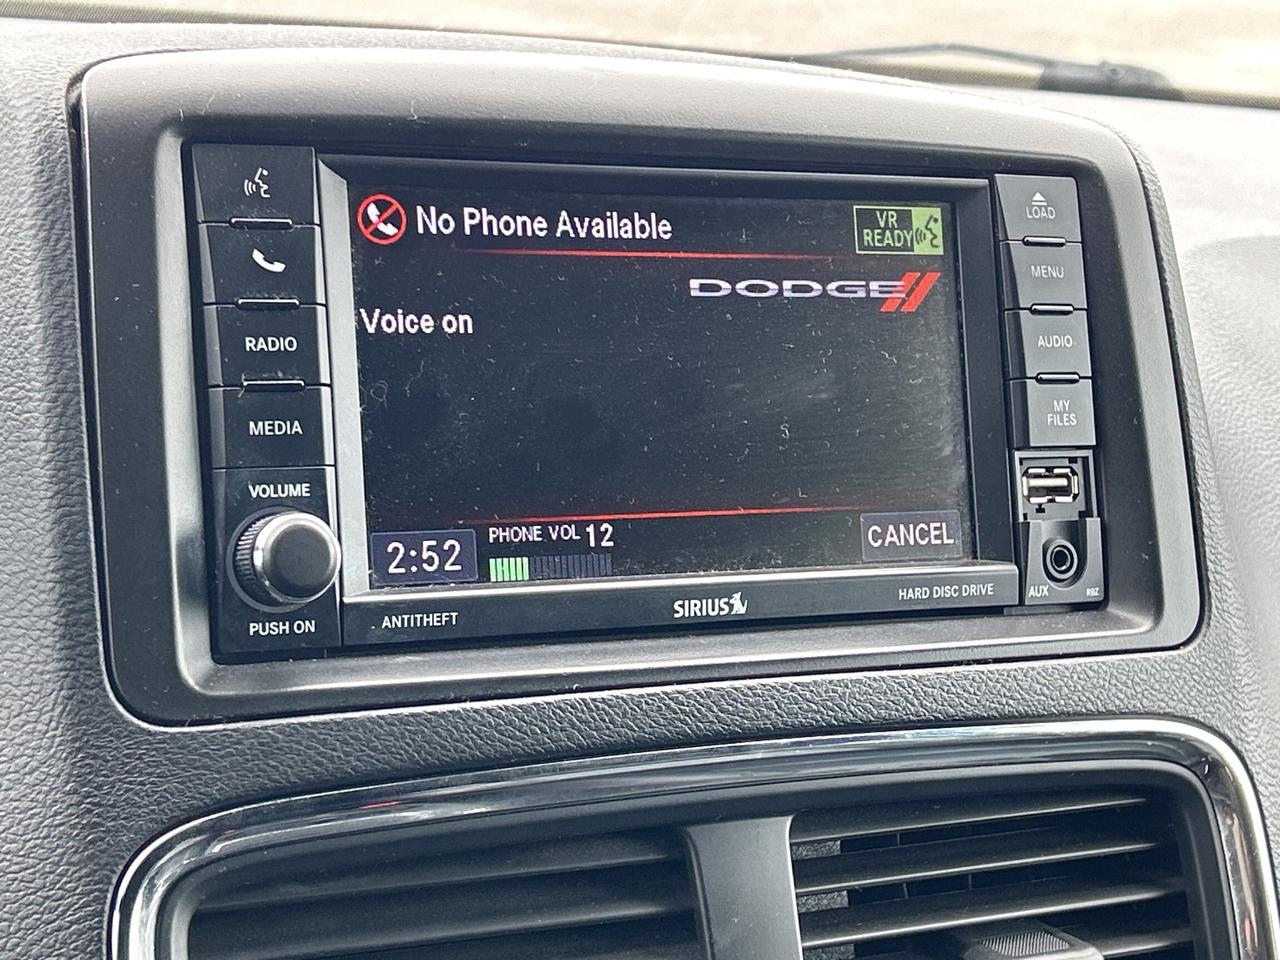 No Phone Available
VR
READY
DODGE
Voice on
2:52
PHONE VOL 12
CANCEL
RADIO
MEDIA
VOLUME
PUSH ON
LOAD
MENU
AUDIO
MY
FILES
AUX
RBZ
ANTITHEFT
SIRIUS
HARD DISC DRIVE